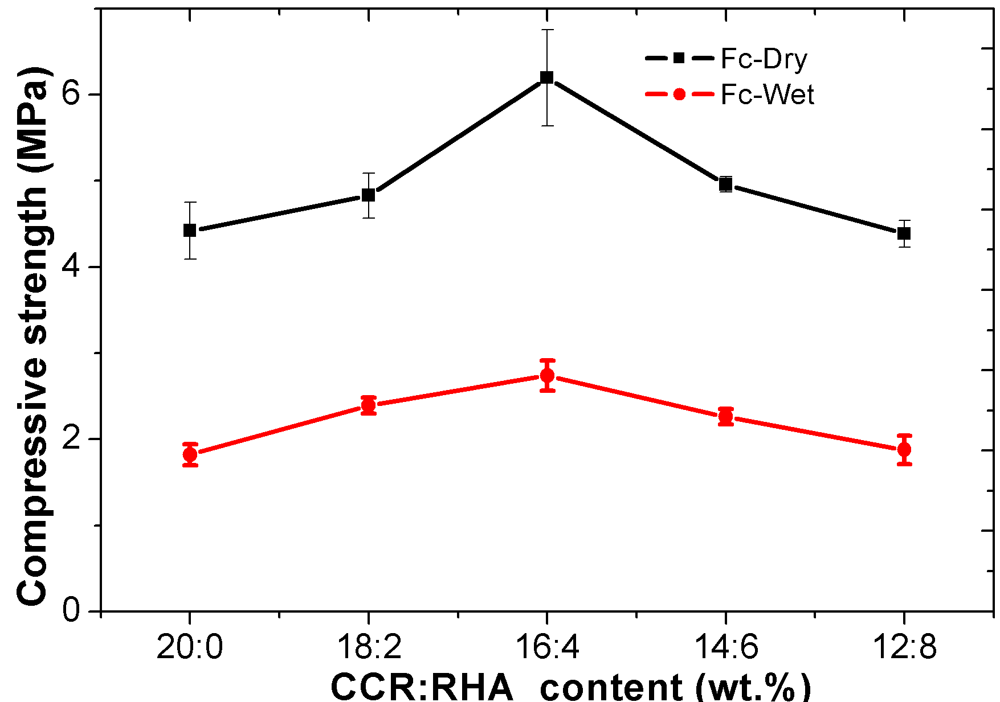 Fc-Dry
Fc-Wet
Compressive strength (MPa)
6
4
2
0
20:0 18:2 16:4 14:6 12:8
CCR:RHA content (wt.%)